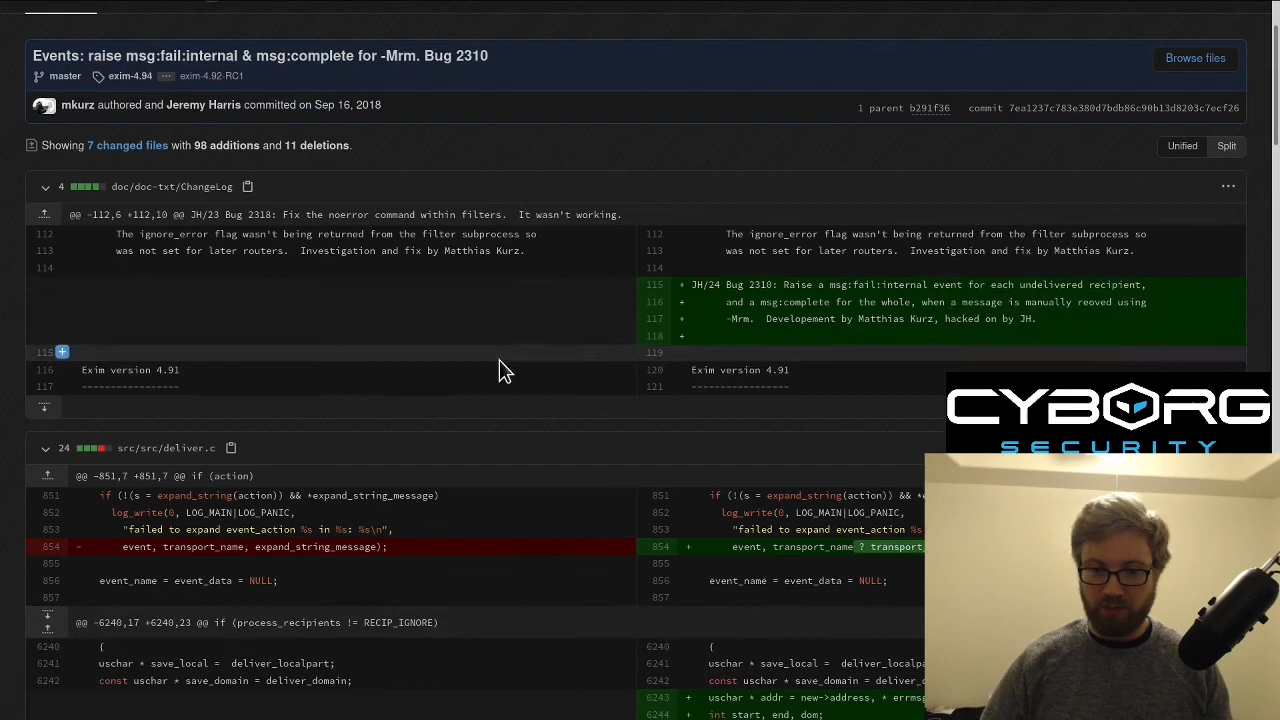 Events: raise msg:fail:internal & msg:complete for -Mrm. Bug 2310
Browse files
master exim-4.94 ... exim-4.92-RC1
mkurz authored and Jeremy Harris committed on Sep 16, 2018
1 parent b291f36 commit 7ea1237c783e380d7bdb86c90b13d8203c7ecf26
Showing 7 changed files with 98 additions and 11 deletions.
Unified Split
4 doc/doc-txt/ChangeLog
@@ -112,6 +112,10 @@ JH/23 Bug 2318: Fix the noerror command within filters. It wasn't working.
112 The ignore_error flag wasn't being returned from the filter subprocess so
113 was not set for later routers. Investigation and fix by Matthias Kurz.
114
115
116 Exim version 4.91
117 -----------------
112 The ignore_error flag wasn't being returned from the filter subprocess so
113 was not set for later routers. Investigation and fix by Matthias Kurz.
114
115 + JH/24 Bug 2310: Raise a msg:fail:internal event for each undelivered recipient,
116 + and a msg:complete for the whole, when a message is manually reoved using
117 + -Mrm. Developement by Matthias Kurz, hacked on by JH.
118 +
119
120 Exim version 4.91
121 -----------------
CYBORG
SECURITY
24 src/src/deliver.c
@@ -851,7 +851,7 @@ if (action)
851 if (!(s = expand_string(action)) && *expand_string_message)
852 log_write(0, LOG_MAIN|LOG_PANIC,
853 "failed to expand event_action %s in %s: %s\n",
854 - event, transport_name, expand_string_message);
855
856 event_name = event_data = NULL;
857
851 if (!(s = expand_string(action)) && *e
852 log_write(0, LOG_MAIN|LOG_PANIC,
853 "failed to expand event_action %s
854 + event, transport_name ? transport_
855
856 event_name = event_data = NULL;
857
@@ -6240,17 +6240,23 @@ if (process_recipients != RECIP_IGNORE)
6240 {
6241 uschar * save_local = deliver_localpart;
6242 const uschar * save_domain = deliver_domain;
6240 {
6241 uschar * save_local = deliver_localpa
6242 const uschar * save_domain = deliver_
6243 + uschar * addr = new->address, * errms
6244 + int start, end, dom;